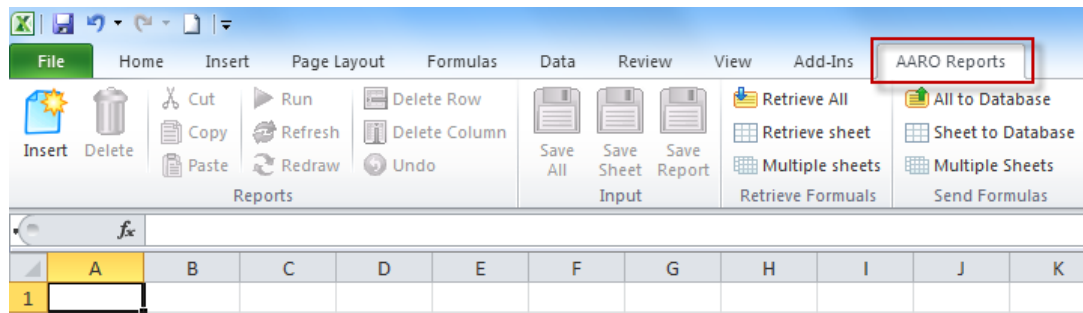 File Home Insert Page Layout Formulas Data Review View Add-Ins AARO Reports
Cut Run Delete Row Retrieve All All to Database
Copy Refresh Delete Column Retrieve sheet Sheet to Database
Insert Delete Save All Save Sheet Save Report
Paste Redraw Undo Multiple sheets Multiple Sheets
Reports Input Retrieve Formuals Send Formulas
fx
A B C D E F G H I J K
1